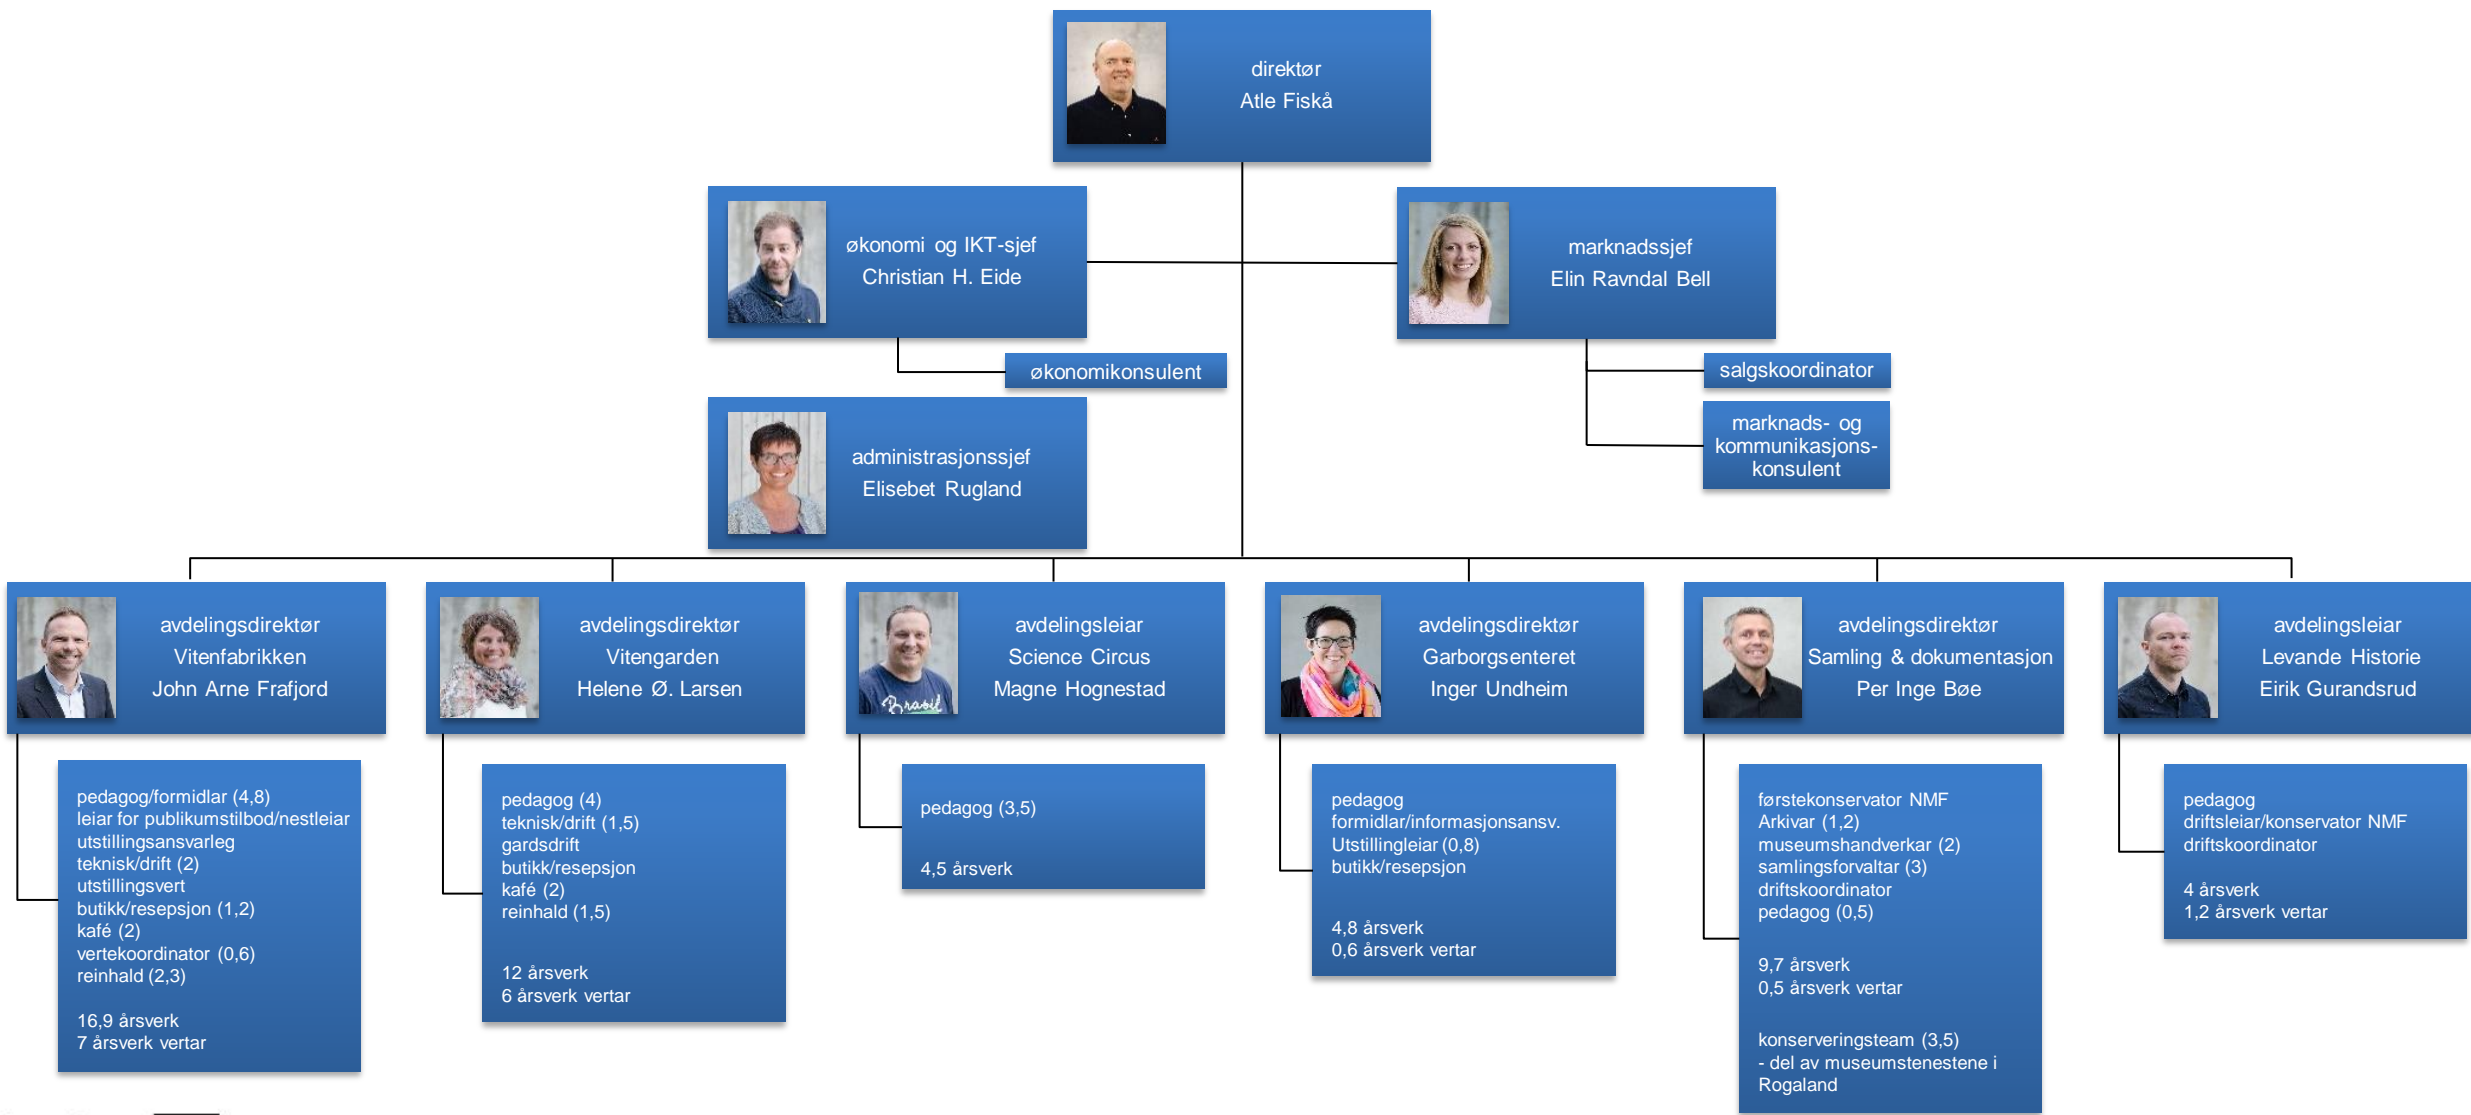 direktør
Atle Fiskå
økonomi og IKT-sjef
Christian H. Eide
marknadssjef
Elin Ravndal Bell
økonomikonsulent
salgskoordinator
marknads- og
kommunikasjons-
konsulent
administrasjonssjef
Elisebet Rugland
avdelingsdirektør
Vitenfabrikken
John Arne Frafjord
avdelingsdirektør
Vitengarden
Helene Ø. Larsen
avdelingsleiar
Science Circus
Magne Hognestad
Brasil
avdelingsdirektør
Garborgsenteret
Inger Undheim
avdelingsdirektør
Samling & dokumentasjon
Per Inge Bøe
avdelingsleiar
Levande Historie
Eirik Gurandsrud
pedagog/formidlar (4,8)
leiar for publikumstilbod/nestleiar
utstillingsansvarleg
teknisk/drift (2)
utstillingsvert
butikk/resepsjon (1,2)
kafé (2)
vertekoordinator (0,6)
reinhald (2,3)
16,9 årsverk
7 årsverk vertar
pedagog (4)
teknisk/drift (1,5)
gardsdrift
butikk/resepsjon
kafé (2)
reinhald (1,5)
12 årsverk
6 årsverk vertar
pedagog (3,5)
4,5 årsverk
pedagog
formidlar/informasjonsansv.
Utstillingleiar (0,8)
butikk/resepsjon
4,8 årsverk
0,6 årsverk vertar
førstekonservator NMF
Arkivar (1,2)
museumshandverkar (2)
samlingsforvaltar (3)
driftskoordinator
pedagog (0,5)
9,7 årsverk
0,5 årsverk vertar
konserveringsteam (3,5)
- del av museumstenestene i
Rogaland
pedagog
driftsleiar/konservator NMF
driftskoordinator
4 årsverk
1,2 årsverk vertar